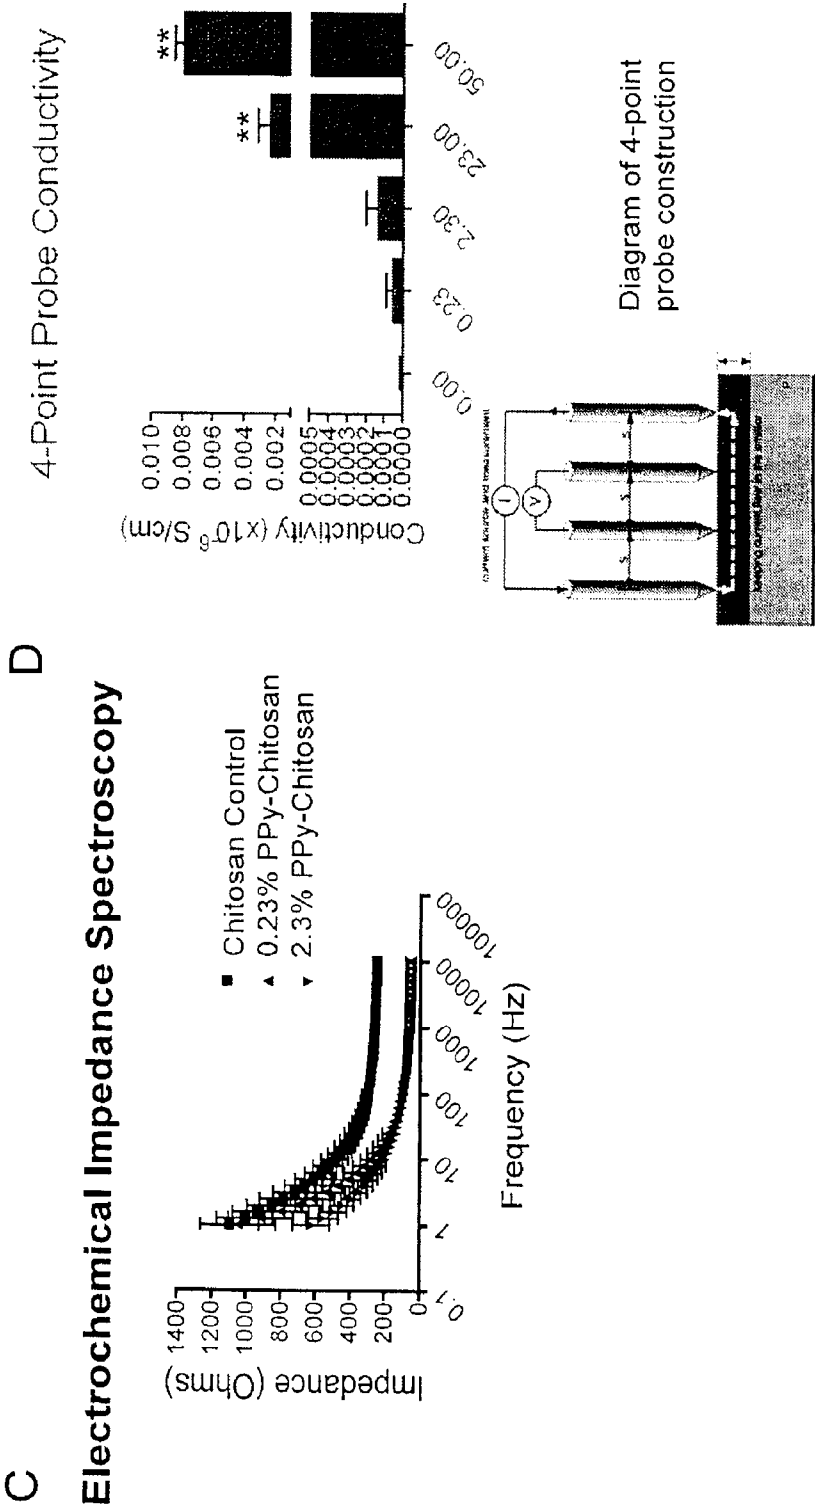 C
Electrochemical Impedance Spectroscopy
1400
1200
1000
800
600
400
200
0
Impedance (Ohms)
0.1
1
10
100
1000
10000
100000
Frequency (Hz)
Chitosan Control
0.23% PPy-Chitosan
2.3% PPy-Chitosan
D
4-Point Probe Conductivity
0.010
0.008
0.006
0.004
0.002
0.0005
0.0004
0.0003
0.0002
0.0001
0.0000
Conductivity (x10⁻⁶ S/cm)
**
**
0.00
0.23
2.30
23.00
50.00
I
V
s
s
s
t
P
Diagram of 4-point
probe construction